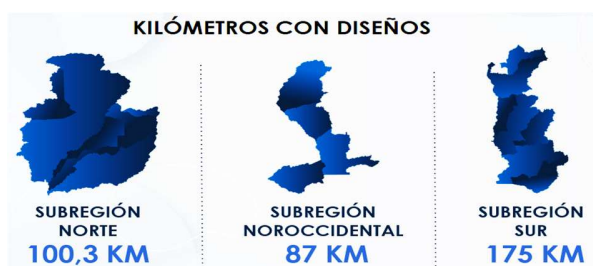 KILÓMETROS CON DISEÑOS
SUBREGIÓN
NORTE
100,3 KM
SUBREGIÓN
NOROCCIDENTAL
87 KM
SUBREGIÓN
SUR
175 KM